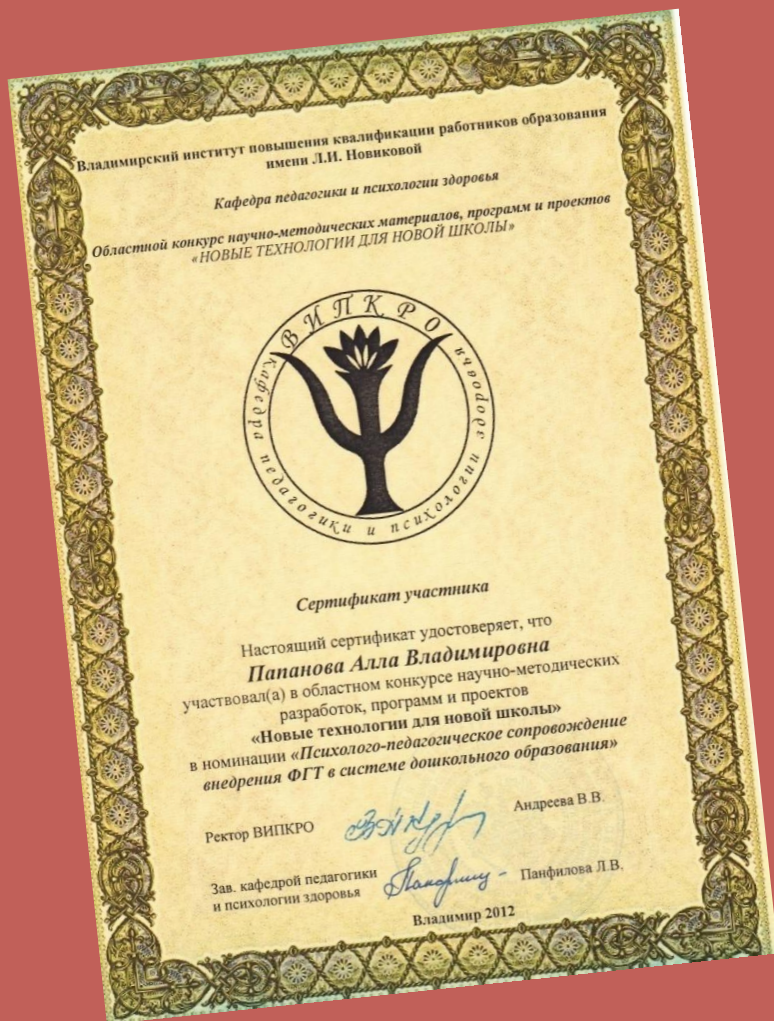 Владимирский институт повышения квалификации работников образования
имени Л.И. Новиковой
Кафедра педагогики и психологии здоровья
Областной конкурс научно-методических материалов, программ и проектов
«НОВЫЕ ТЕХНОЛОГИИ ДЛЯ НОВОЙ ШКОЛЫ»
ВИПКРО
Кафедра педагогики и психологии здоровья
Сертификат участника
Настоящий сертификат удостоверяет, что
Папанова Алла Владимировна
участвовал(а) в областном конкурсе научно-методических
разработок, программ и проектов
«Новые технологии для новой школы»
в номинации «Психолого-педагогическое сопровождение
внедрения ФГТ в системе дошкольного образования»
Ректор ВИПКРО Андреева В.В.
Зав. кафедрой педагогики
и психологии здоровья Панфилова Л.В.
Владимир 2012